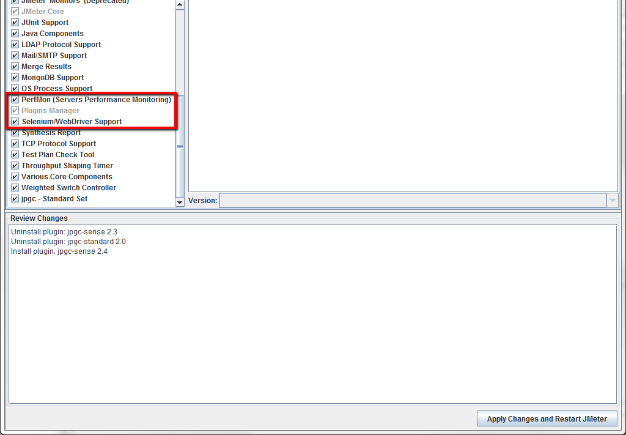 JMeter Monitors (Deprecated)
JMeter Core
JUnit Support
Java Components
LDAP Protocol Support
Mail/SMTP Support
Merge Results
MongoDB Support
OS Process Support
PerfMon (Servers Performance Monitoring)
Plugins Manager
Selenium/WebDriver Support
Synthesis Report
TCP Protocol Support
Test Plan Check Tool
Throughput Shaping Timer
Various Core Components
Weighted Switch Controller
jpgc - Standard Set
Version:
Review Changes
Uninstall plugin: jpgc-sense 2.3
Uninstall plugin: jpgc-standard 2.0
Install plugin: jpgc-sense 2.4
Apply Changes and Restart JMeter